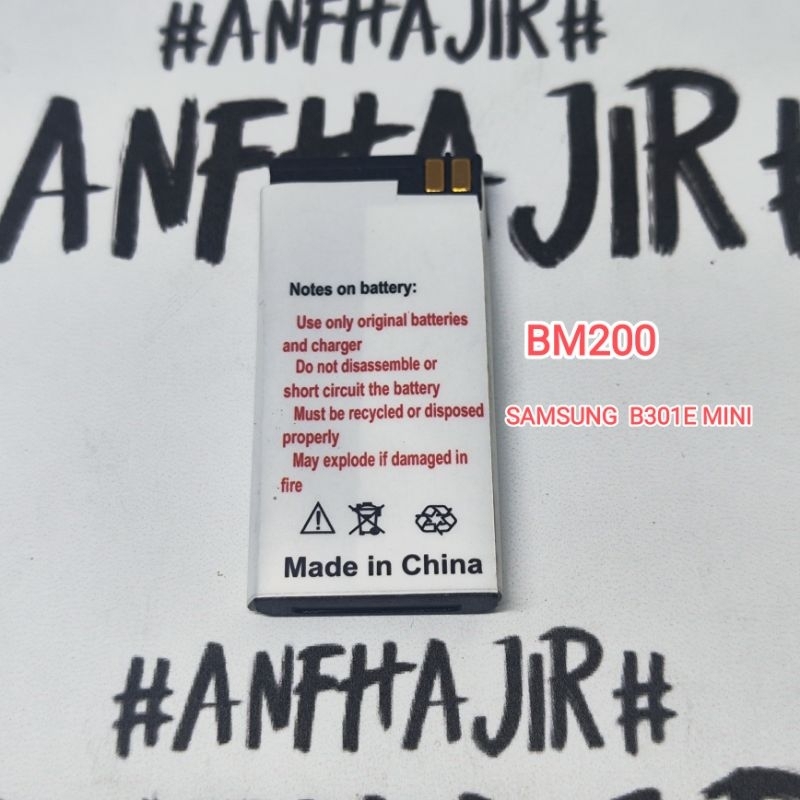 #ANFHAJIR#
ANFHAJIR#
Notes on battery:
Use only original batteries
and charger
Do not disassemble or
short circuit the battery
Must be recycled or disposed
properly
May explode if damaged in
fire
Made in China
BM200
SAMSUNG B301E MINI
#ANFHAJIR#